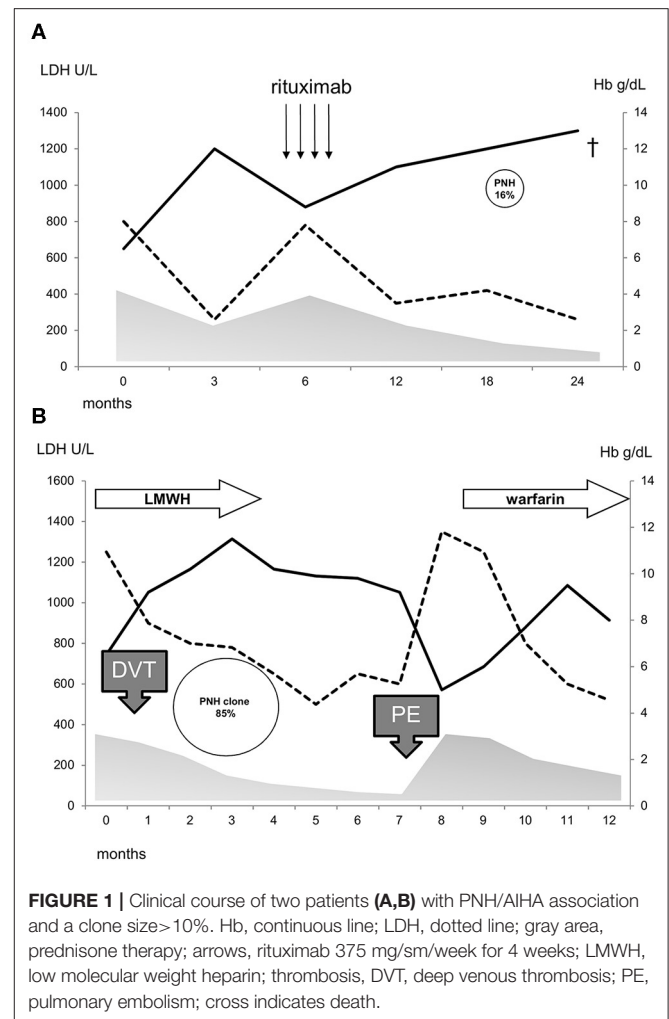 A
LDH U/L
Hb g/dL
rituximab
1400
1200
1000
800
600
400
200
0
14
12
10
8
6
4
2
0
†
PNH
16%
0 3 6 12 18 24
months
B
LDH U/L
Hb g/dL
1600
1400
1200
1000
800
600
400
200
0
14
12
10
8
6
4
2
0
LMWH
warfarin
DVT
PNH clone
85%
PE
0 1 2 3 4 5 6 7 8 9 10 11 12
months
FIGURE 1 | Clinical course of two patients (A,B) with PNH/AIHA association
and a clone size>10%. Hb, continuous line; LDH, dotted line; gray area,
prednisone therapy; arrows, rituximab 375 mg/sm/week for 4 weeks; LMWH,
low molecular weight heparin; thrombosis, DVT, deep venous thrombosis; PE,
pulmonary embolism; cross indicates death.